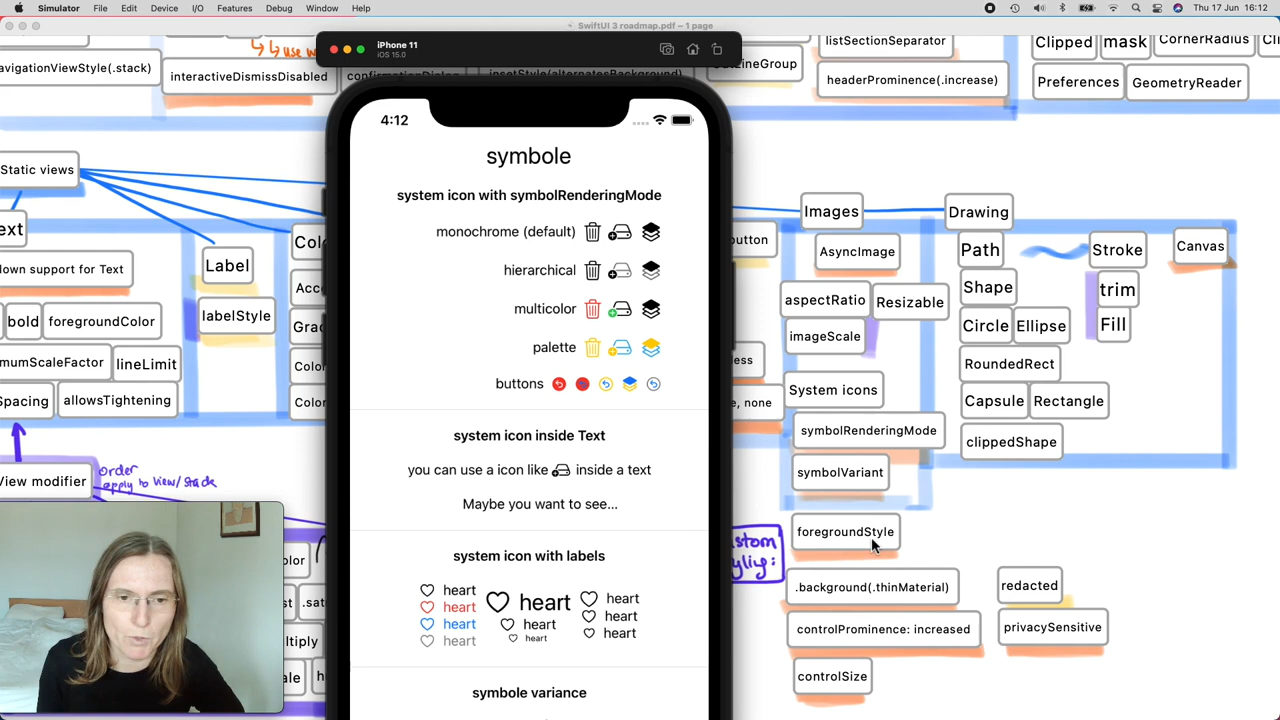 Simulator File Edit Device I/O Features Debug Window Help Thu 17 Jun 16:12
SwiftUI 3 roadmap.pdf – 1 page
iPhone 11
iOS 15.0
avigationViewStyle(.stack)
interactiveDismissDisabled
listSectionSeparator
headerProminence(.increase)
Clipped
mask
CornerRadius
Preferences
GeometryReader
4:12
symbole
system icon with symbolRenderingMode
monochrome (default)
hierarchical
multicolor
palette
buttons
system icon inside Text
you can use a icon like inside a text
Maybe you want to see...
system icon with labels
heart
heart
heart
heart
heart
heart
heart
heart
heart
heart
symbole variance
Static views
ext
own support for Text
bold
foregroundColor
mumScaleFactor
lineLimit
Spacing
allowsTightening
Label
labelStyle
View modifier
order
apply to view/stack
Images
AsyncImage
aspectRatio
Resizable
imageScale
System icons
symbolRenderingMode
symbolVariant
foregroundStyle
.background(.thinMaterial)
controlProminence: increased
controlSize
redacted
privacySensitive
Drawing
Path
Shape
Circle
Ellipse
RoundedRect
Capsule
Rectangle
clippedShape
Stroke
trim
Fill
Canvas
button
e, none